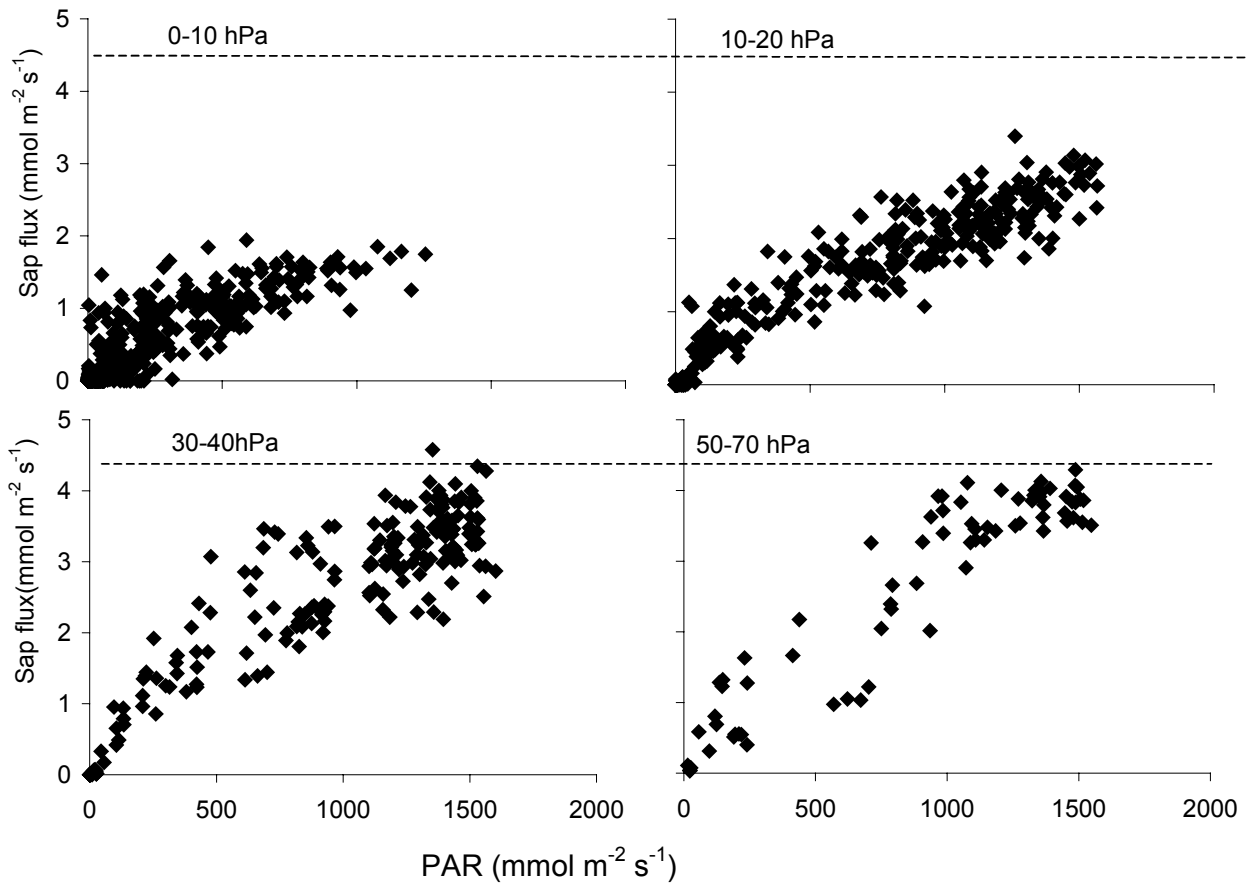 5
4
3
2
1
0
Sap flux (mmol m-2 s-1)
0-10 hPa
10-20 hPa
5
4
3
2
1
0
Sap flux(mmol m-2 s-1)
30-40hPa
50-70 hPa
0 500 1000 1500 2000
0 500 1000 1500 2000
PAR (mmol m-2 s-1)